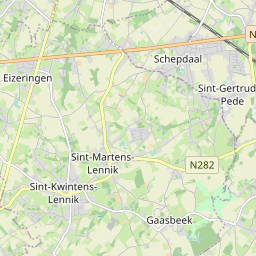 N
Schepdaal
Eizeringen
Sint-Gertrud
Pede
Sint-Martens-
Lennik
N282
Sint-Kwintens-
Lennik
Gaasbeek